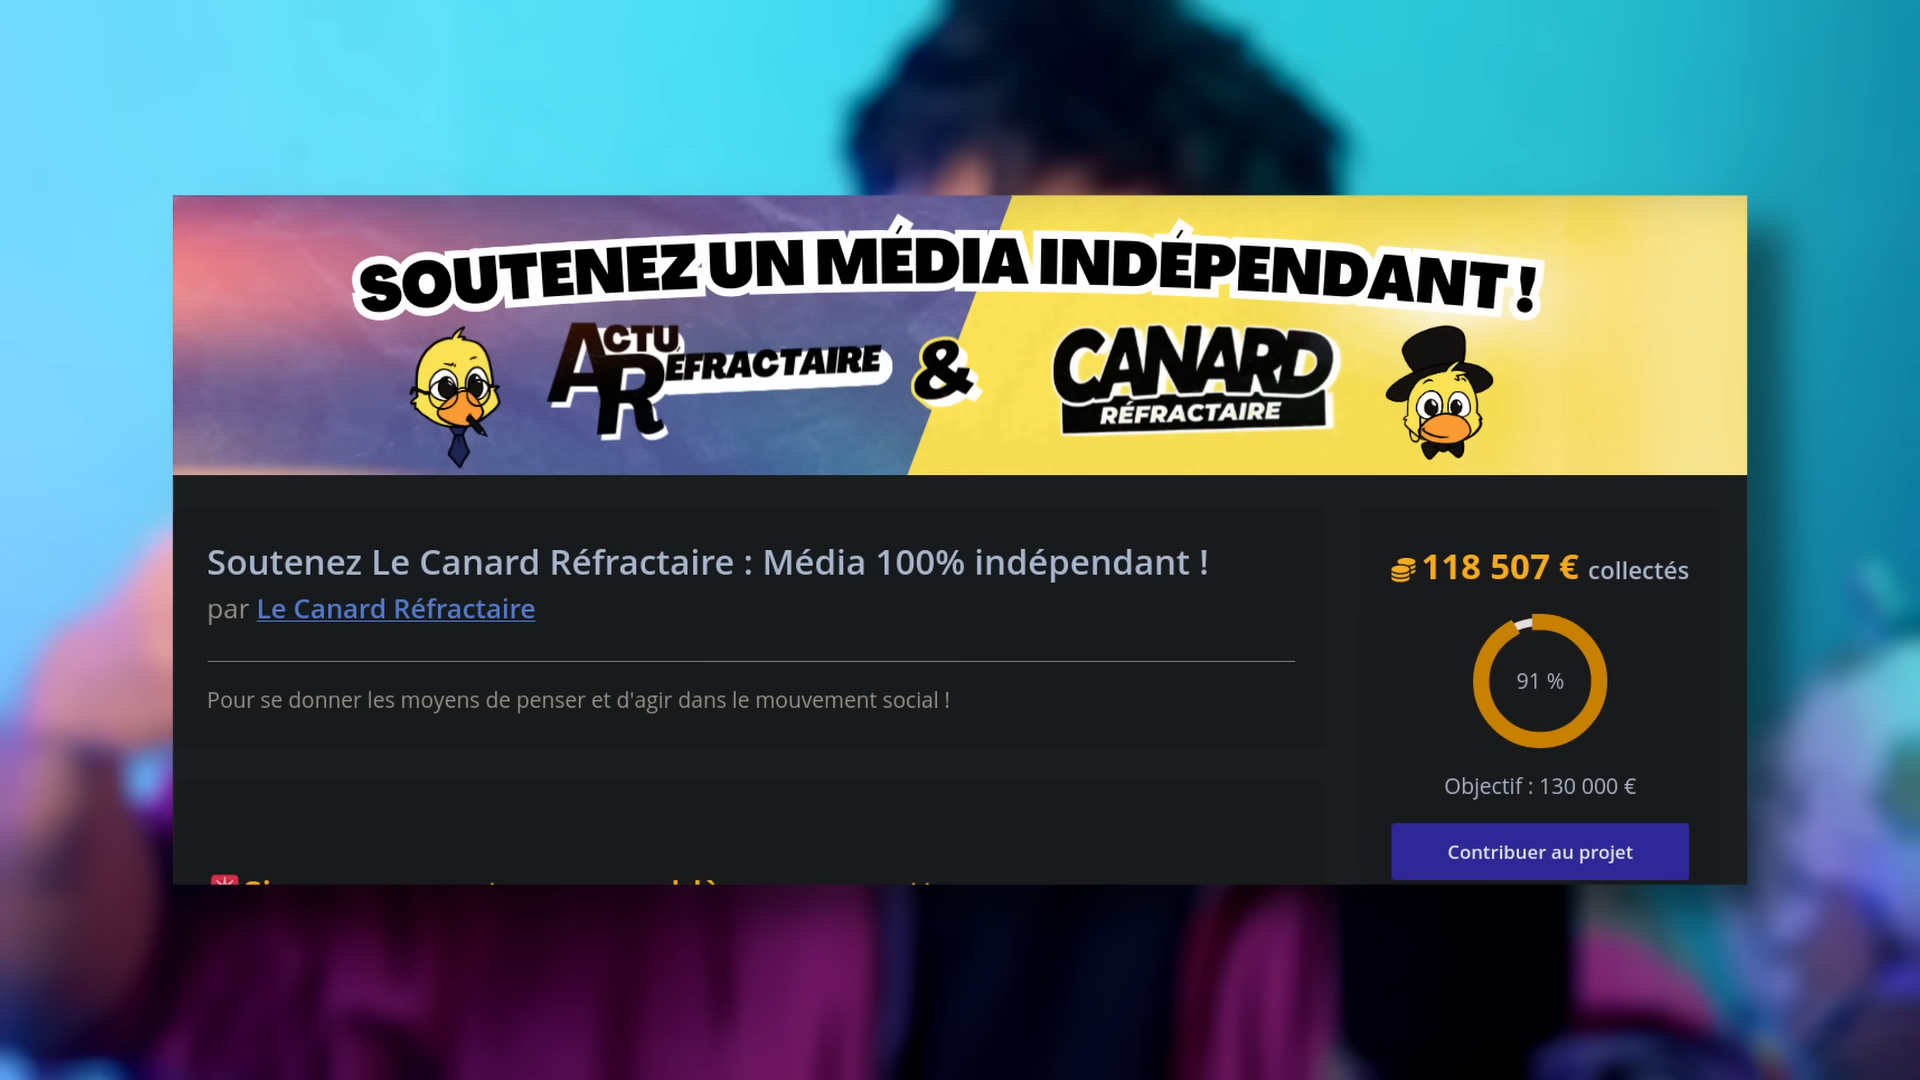 SOUTENEZ UN MÉDIA INDÉPENDANT !
ACTU RÉFRACTAIRE & CANARD RÉFRACTAIRE
Soutenez Le Canard Réfractaire : Média 100% indépendant !
par Le Canard Réfractaire
Pour se donner les moyens de penser et d'agir dans le mouvement social !
118 507 € collectés
91 %
Objectif : 130 000 €
Contribuer au projet